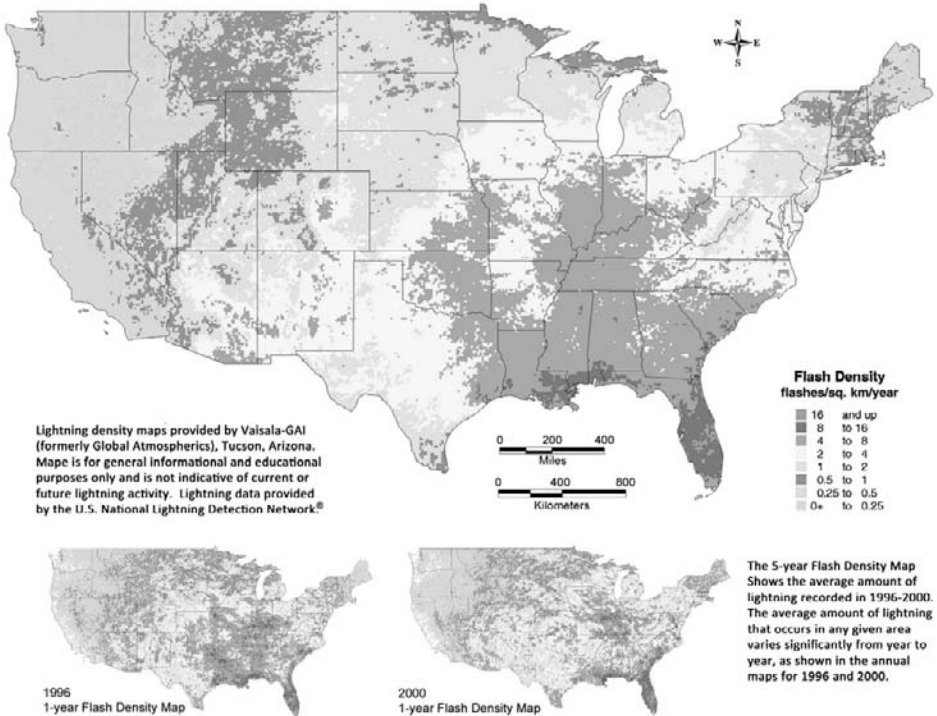 N
W E
S
Flash Density
flashes/sq. km/year
16 and up
8 to 16
4 to 8
2 to 4
1 to 2
0.5 to 1
0.25 to 0.5
0+ to 0.25
Lightning density maps provided by Vaisala-GAI
(formerly Global Atmospherics), Tucson, Arizona.
Mape is for general informational and educational
purposes only and is not indicative of current or
future lightning activity. Lightning data provided
by the U.S. National Lightning Detection Network.®
0 200 400
Miles
0 400 800
Kilometers
1996
1-year Flash Density Map
2000
1-year Flash Density Map
The 5-year Flash Density Map
Shows the average amount of
lightning recorded in 1996-2000.
The average amount of lightning
that occurs in any given area
varies significantly from year to
year, as shown in the annual
maps for 1996 and 2000.